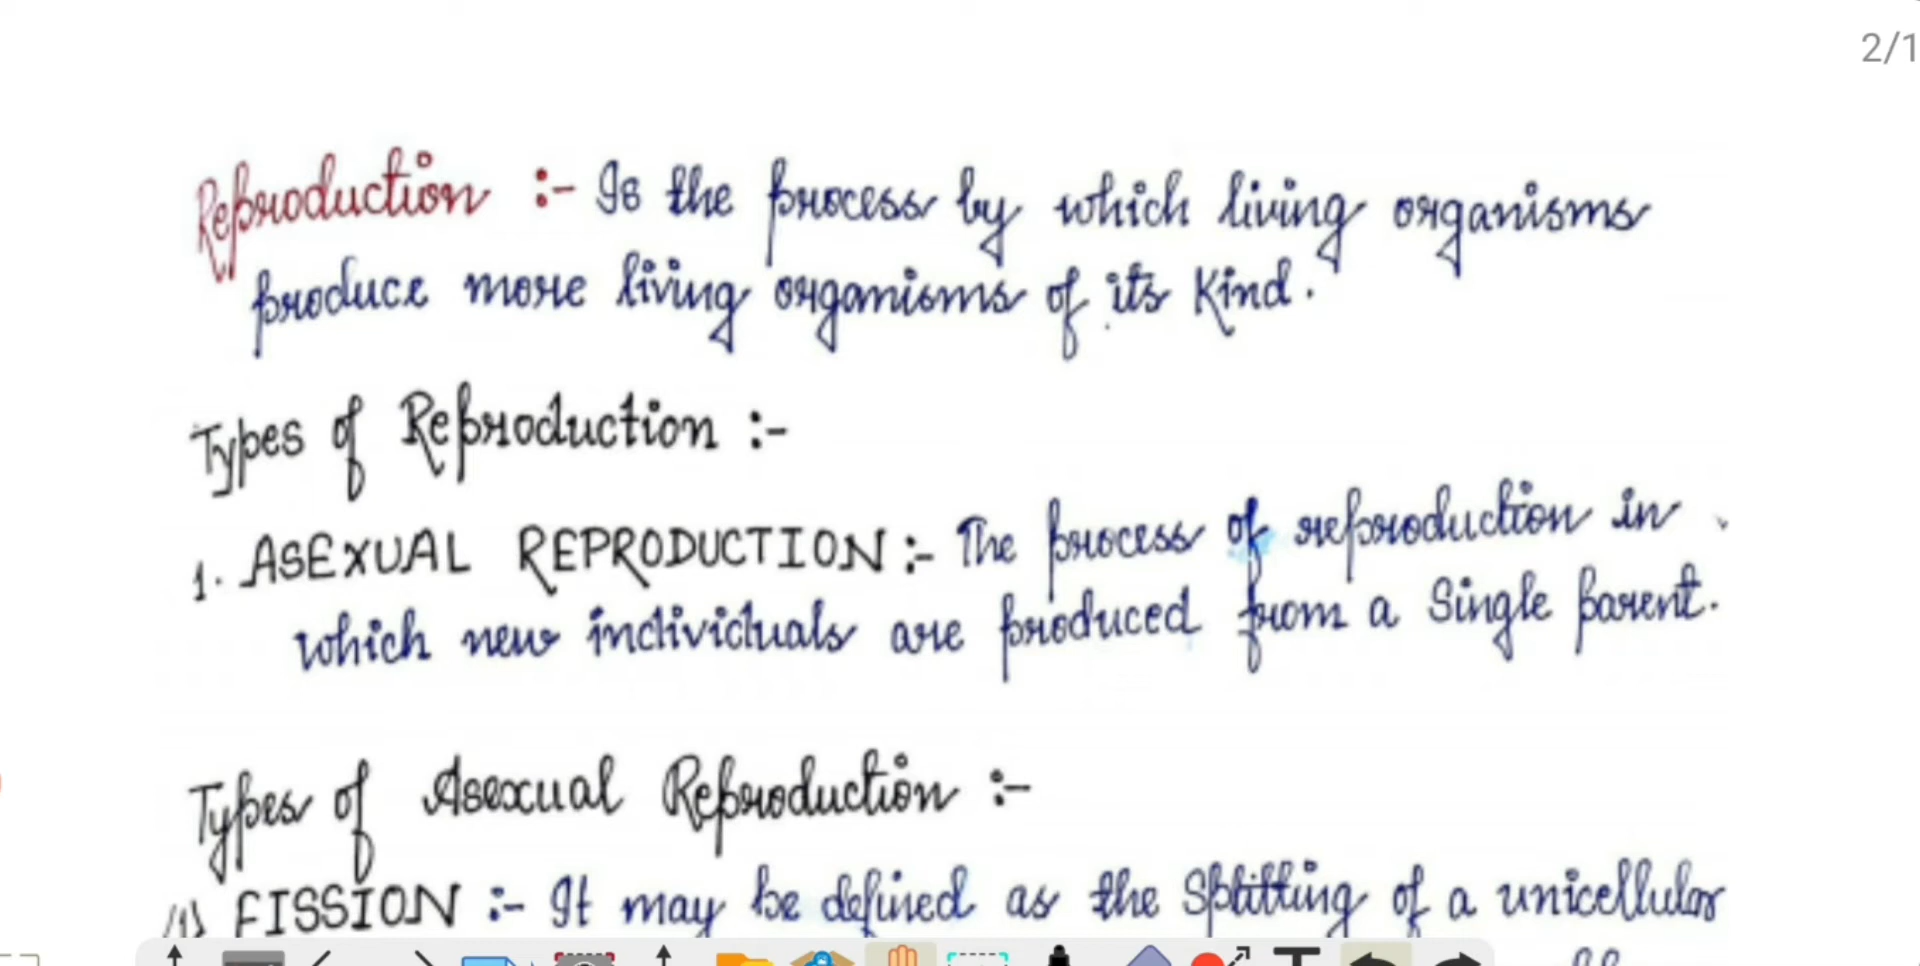 2/1
Reproduction :- Is the process by which living organisms
produce more living organisms of its Kind.
Types of Reproduction :-
1. ASEXUAL REPRODUCTION :- The process of reproduction in
which new individuals are produced from a Single parent.
Types of Asexual Reproduction :-
(1) FISSION :- It may be defined as the Splitting of a unicellular